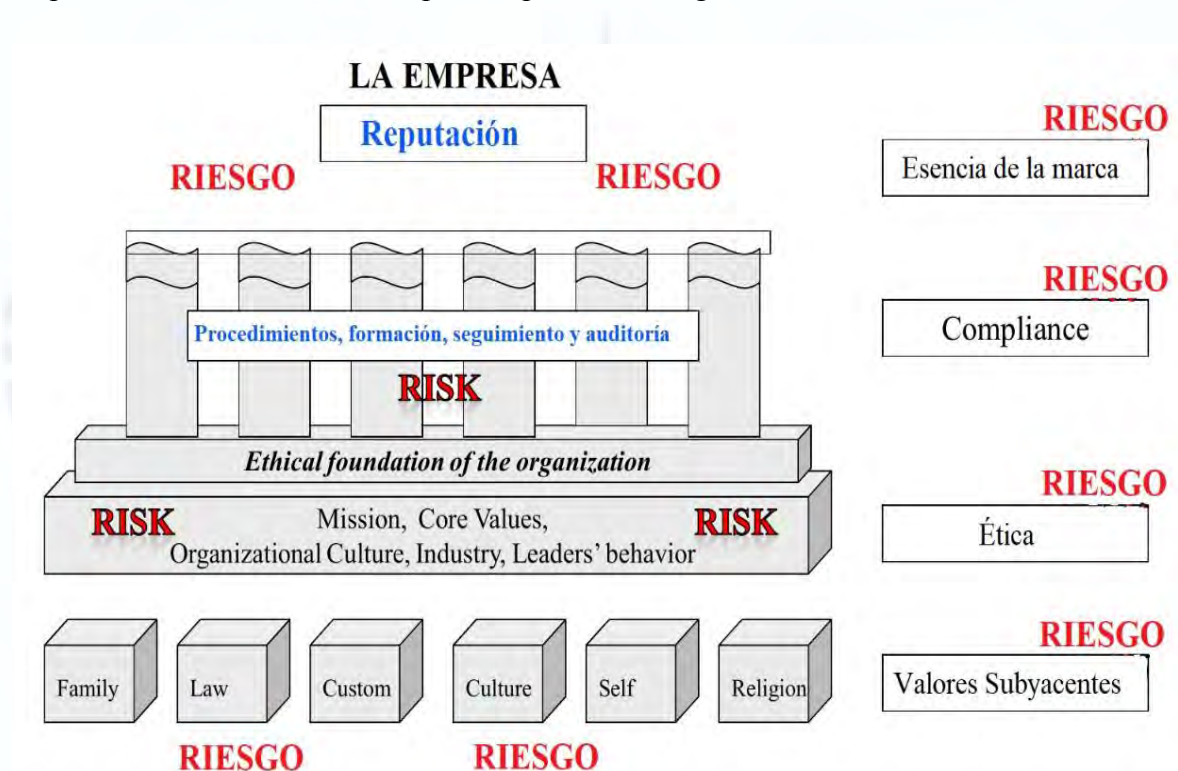 LA EMPRESA
Reputación
RIESGO
RIESGO
RIESGO
Esencia de la marca
RIESGO
Compliance
Procedimientos, formación, seguimiento y auditoría
RISK
Ethical foundation of the organization
RISK
Mission, Core Values,
RISK
Organizational Culture, Industry, Leaders' behavior
RIESGO
Ética
RIESGO
Valores Subyacentes
Family
Law
Custom
Culture
Self
Religion
RIESGO
RIESGO